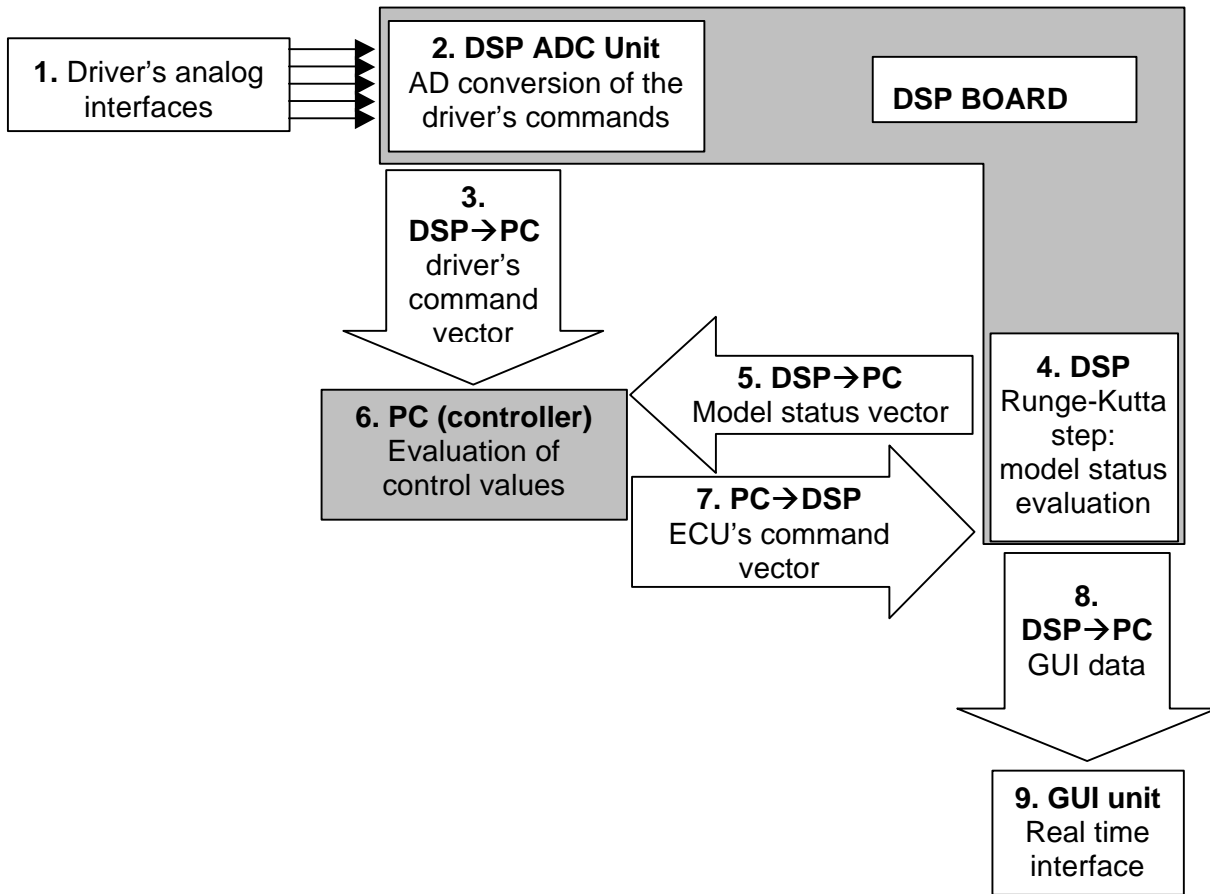 1. Driver’s analog
interfaces
2. DSP ADC Unit
AD conversion of the
driver’s commands
DSP BOARD
3.
DSP→PC
driver’s
command
vector
4. DSP
Runge-Kutta
step:
model status
evaluation
5. DSP→PC
Model status vector
6. PC (controller)
Evaluation of
control values
7. PC→DSP
ECU’s command
vector
8.
DSP→PC
GUI data
9. GUI unit
Real time
interface